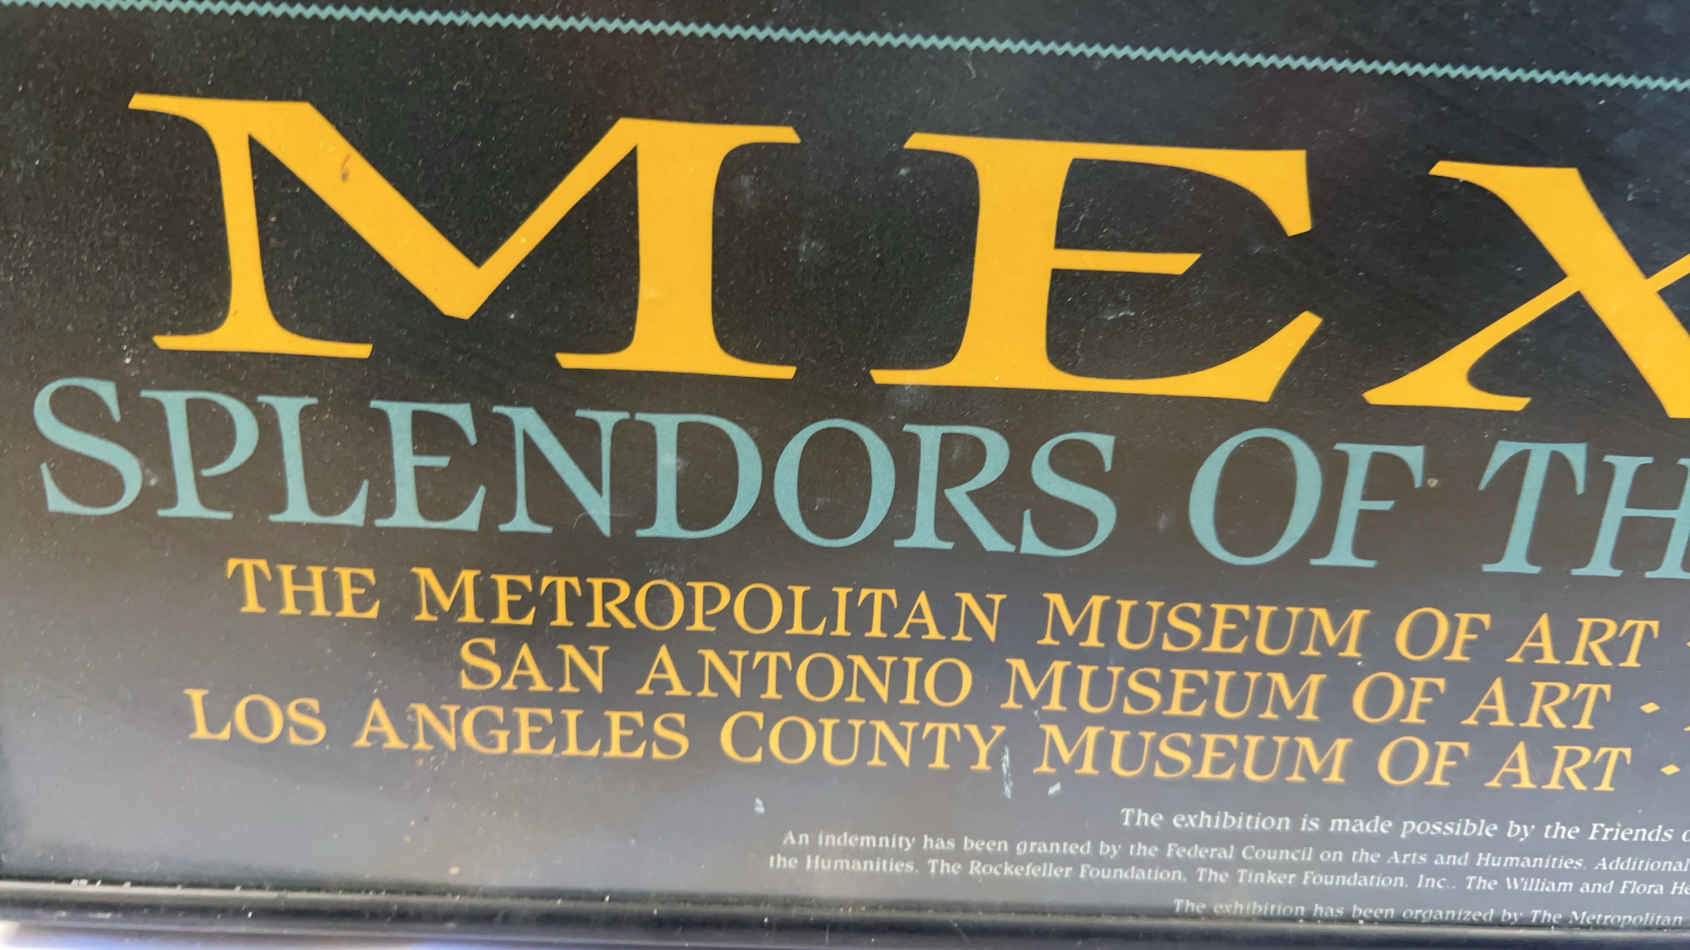 MEX
SPLENDORS OF TH
THE METROPOLITAN MUSEUM OF ART
SAN ANTONIO MUSEUM OF ART ·
LOS ANGELES COUNTY MUSEUM OF ART ·
The exhibition is made possible by the Friends o
An indemnity has been granted by the Federal Council on the Arts and Humanities. Additional
the Humanities, The Rockefeller Foundation, The Tinker Foundation, Inc., The William and Flora He
The exhibition has been organized by The Metropolitan